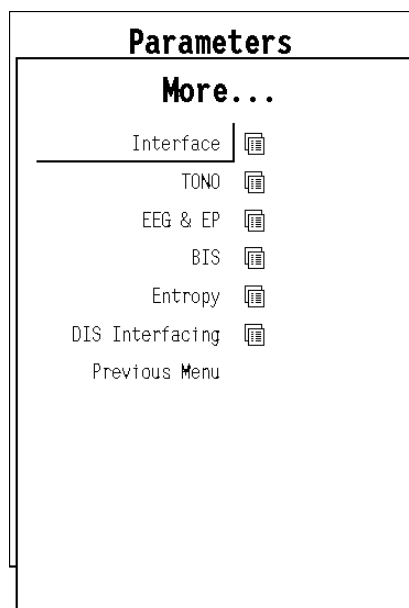 Parameters
More...
Interface
TONO
EEG & EP
BIS
Entropy
DIS Interfacing
Previous Menu